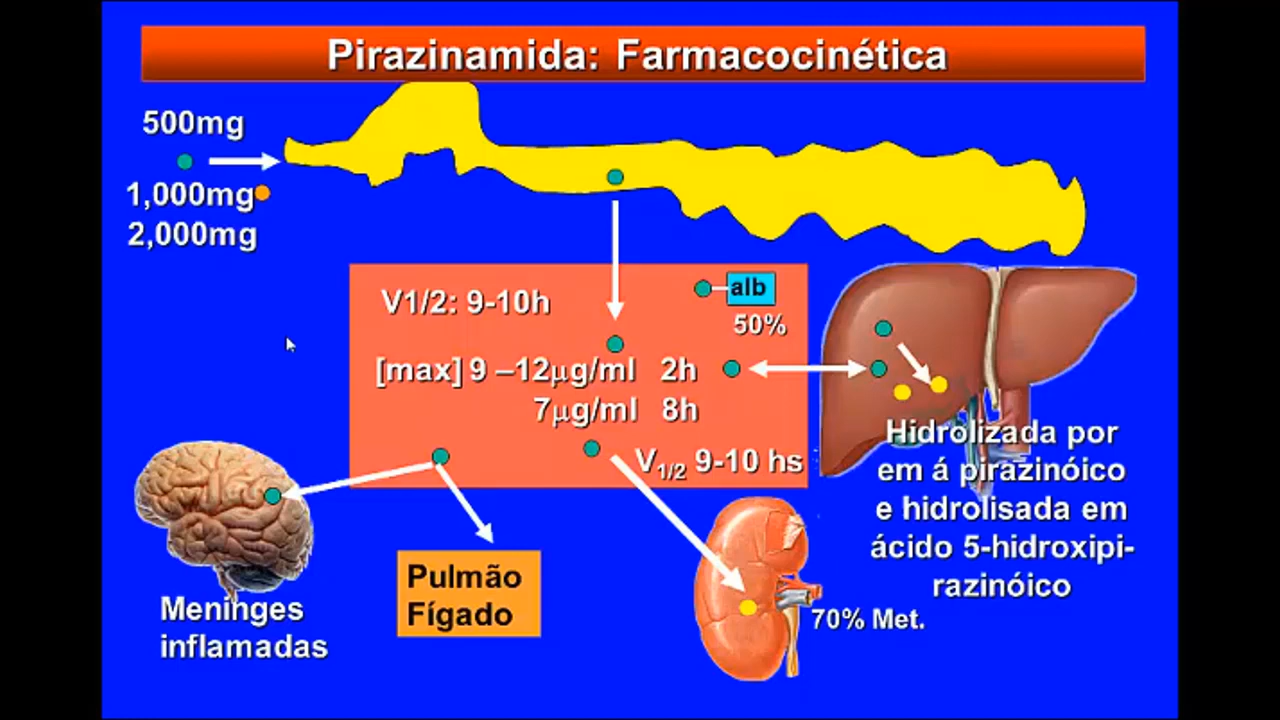 Pirazinamida: Farmacocinética
500mg
1,000mg
2,000mg
V1/2: 9-10h
alb
50%
[max] 9 –12μg/ml 2h
7μg/ml 8h
V1/2 9-10 hs
Hidrolizada por
em á pirazinóico
e hidrolisada em
ácido 5-hidroxipi-
razinóico
Pulmão
Fígado
Meninges
inflamadas
70% Met.